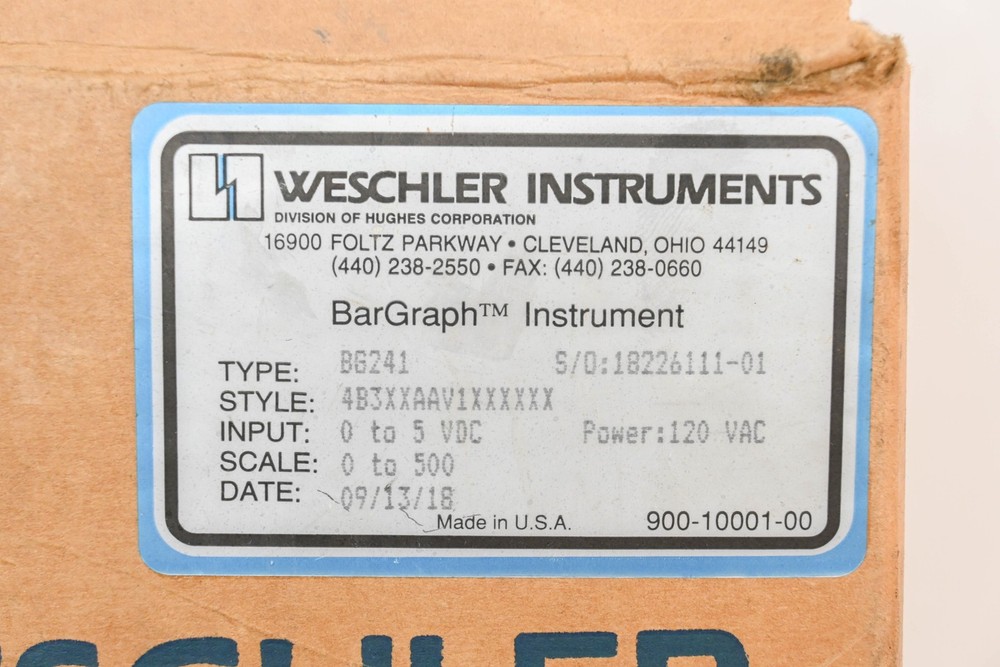 WESCHLER INSTRUMENTS
DIVISION OF HUGHES CORPORATION
16900 FOLTZ PARKWAY • CLEVELAND, OHIO 44149
(440) 238-2550 • FAX: (440) 238-0660
BarGraph™ Instrument
TYPE: BG241 S/O:18226111-01
STYLE: 4B3XXAAV1XXXXXX
INPUT: 0 to 5 VDC Power:120 VAC
SCALE: 0 to 500
DATE: 09/13/18
Made in U.S.A. 900-10001-00